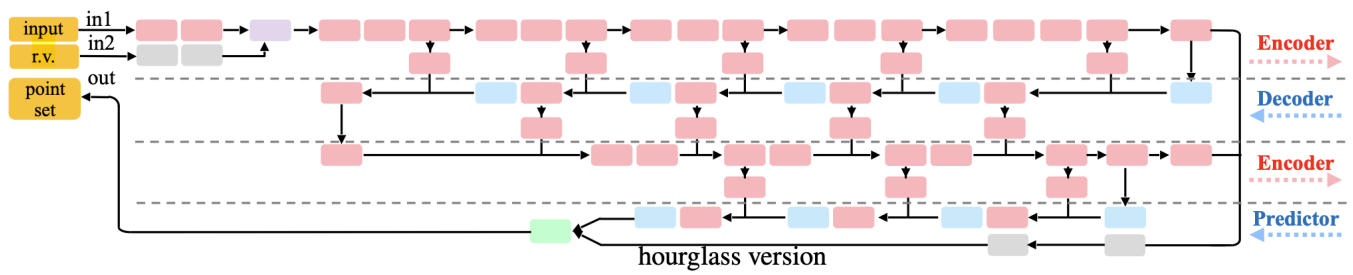 input
in1
r.v.
in2
point
set
out
Encoder
Decoder
Encoder
Predictor
hourglass version